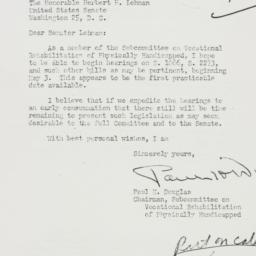 The Honorable Herbert H. Lehman
United States Senate
Washington 25, D. C.
Dear Senator Lehman:
As a member of the Subcommittee on Vocational
Rehabilitation of Physically Handicapped, I hope
to be able to begin hearings on S. 1066, S. 2273,
and such other bills as may be pertinent, beginning
May 3. This appears to be the first practicable
date available.
I believe that if we expedite the hearings to
an early consummation that there still will be time
remaining to present such legislation as may seem
desirable to the Full Committee and to the Senate.
With best personal wishes, I am
Sincerely yours,
Paul H. Douglas
Chairman, Subcommittee on
Vocational Rehabilitation
of Physically Handicapped
Put on cal